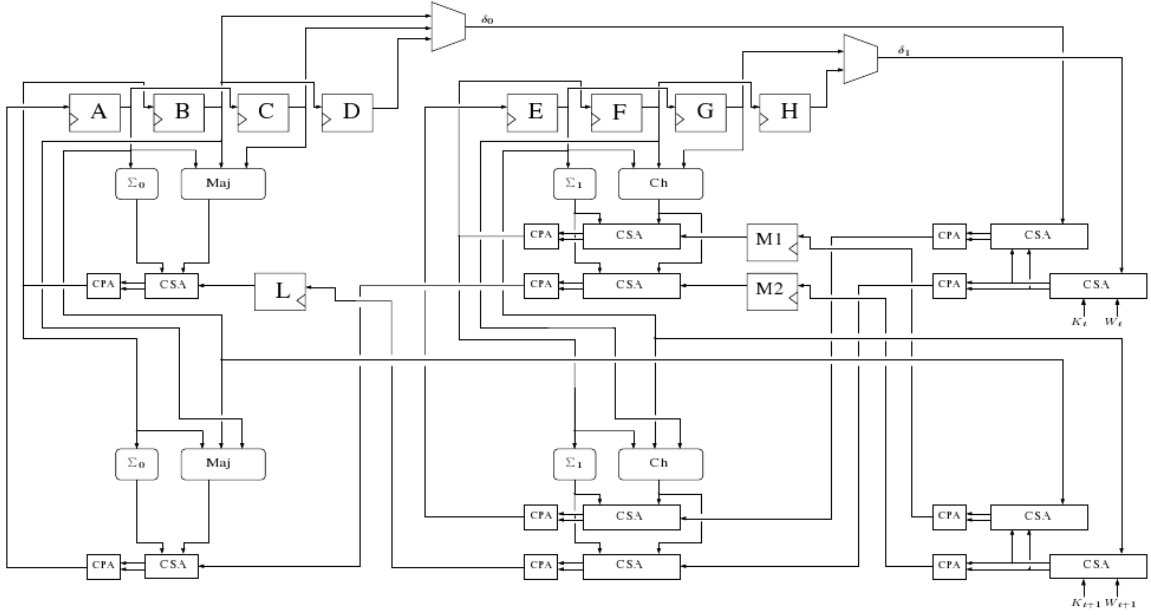 δ₀
δ₁
A B C D E F G H
Σ₀ Maj Σ₁ Ch
CPA CSA M1 CPA CSA
CPA CSA L CPA CSA M2 CPA CSA
Kₜ Wₜ
Σ₀ Maj Σ₁ Ch
CPA CSA CPA CSA
CPA CSA CPA CSA CPA CSA
Kₜ₊₁ Wₜ₊₁